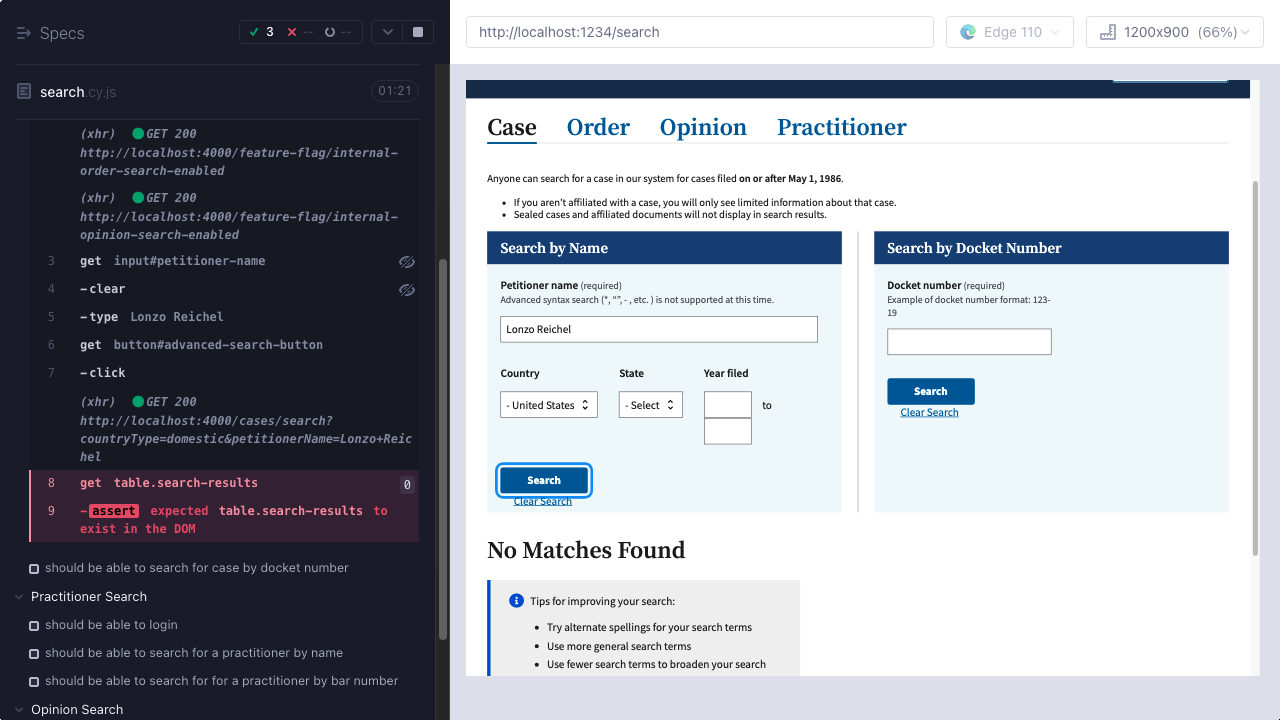 Specs
3 -- --
search.cy.js
01:21
(xhr) GET 200
http://localhost:4000/feature-flag/internal-
order-search-enabled
(xhr) GET 200
http://localhost:4000/feature-flag/internal-
opinion-search-enabled
3 get input#petitioner-name
4 -clear
5 -type Lonzo Reichel
6 get button#advanced-search-button
7 -click
(xhr) GET 200
http://localhost:4000/cases/search?
countryType=domestic&petitionerName=Lonzo+Reic
hel
8 get table.search-results 0
9 -assert expected table.search-results to
exist in the DOM
should be able to search for case by docket number
Practitioner Search
should be able to login
should be able to search for a practitioner by name
should be able to search for for a practitioner by bar number
Opinion Search
http://localhost:1234/search
Edge 110
1200x900 (66%)
Case Order Opinion Practitioner
Anyone can search for a case in our system for cases filed on or after May 1, 1986.
• If you aren't affiliated with a case, you will only see limited information about that case.
• Sealed cases and affiliated documents will not display in search results.
Search by Name
Petitioner name (required)
Advanced syntax search (*, “”, - , etc. ) is not supported at this time.
Lonzo Reichel
Country State Year filed
- United States - Select to
Search
Clear Search
Search by Docket Number
Docket number (required)
Example of docket number format: 123-
19
Search
Clear Search
No Matches Found
Tips for improving your search:
• Try alternate spellings for your search terms
• Use more general search terms
• Use fewer search terms to broaden your search